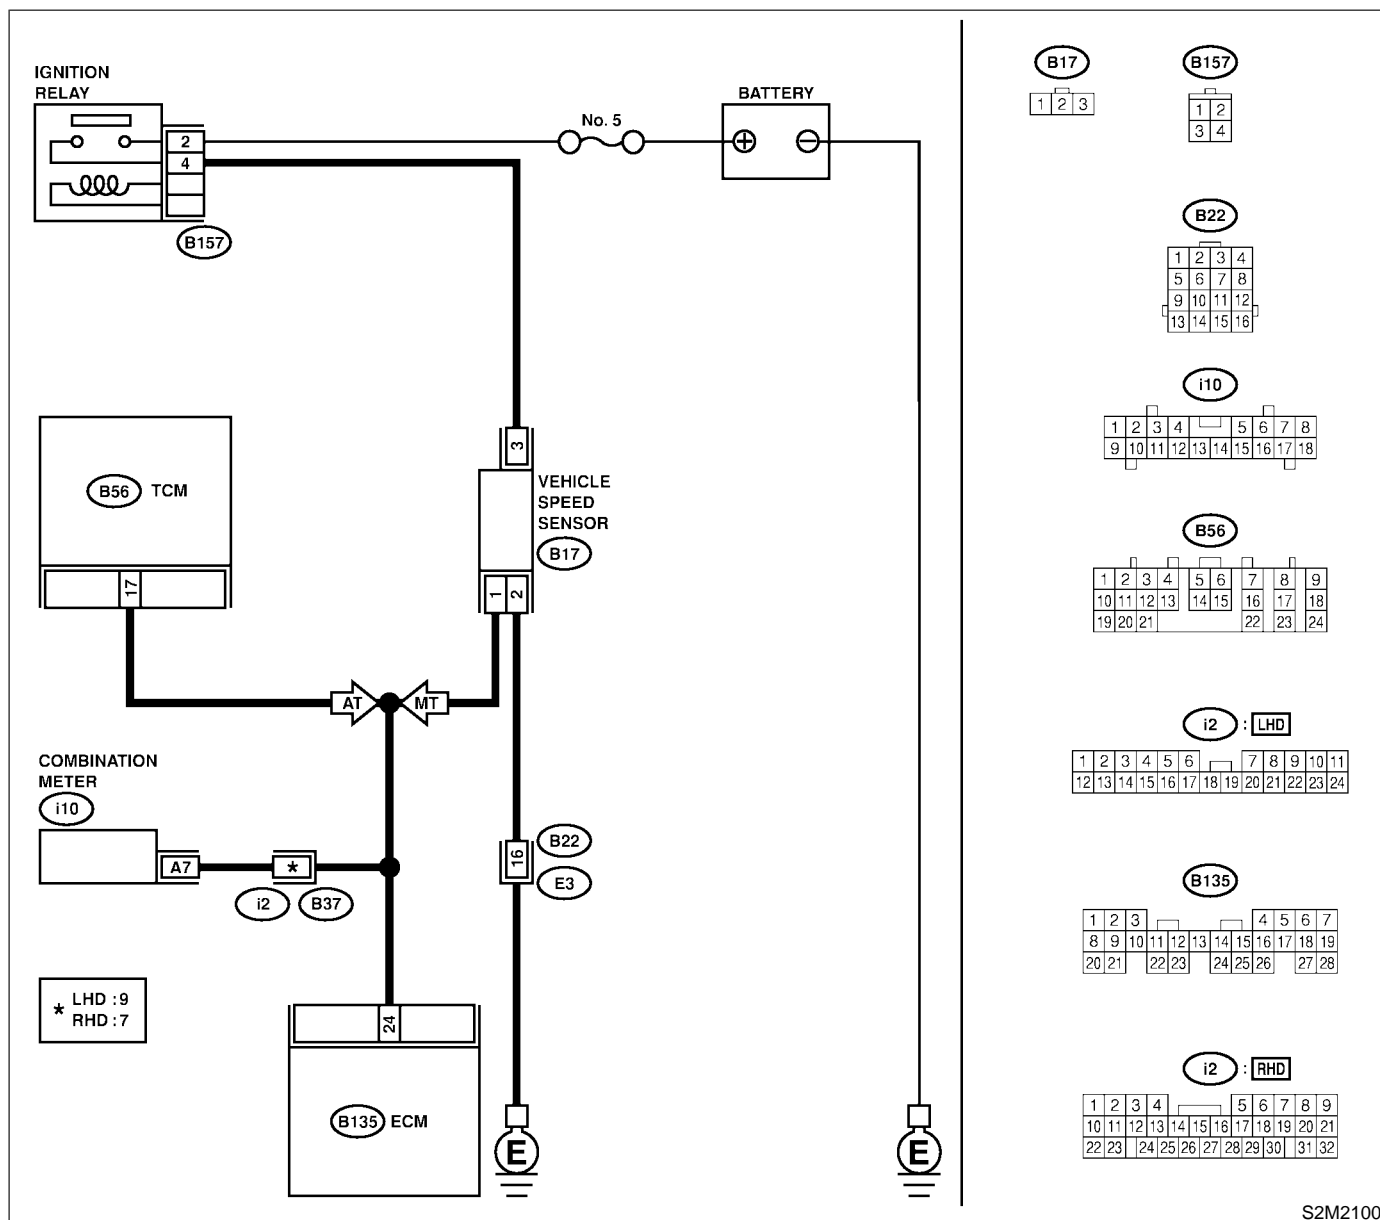 IGNITION
RELAY
2
4
B157
No. 5
BATTERY
+ −
B56 TCM
17
3
VEHICLE
SPEED
SENSOR
B17
1 2
AT MT
COMBINATION
METER
i10
A7
*
i2 B37
16
B22
E3
* LHD : 9
RHD : 7
24
B135 ECM
E
E
B17
1 2 3
B157
1 2
3 4
B22
1 2 3 4
5 6 7 8
9 10 11 12
13 14 15 16
i10
1 2 3 4 5 6 7 8
9 10 11 12 13 14 15 16 17 18
B56
1 2 3 4 5 6 7 8 9
10 11 12 13 14 15 16 17 18
19 20 21 22 23 24
i2 : LHD
1 2 3 4 5 6 7 8 9 10 11
12 13 14 15 16 17 18 19 20 21 22 23 24
B135
1 2 3 4 5 6 7
8 9 10 11 12 13 14 15 16 17 18 19
20 21 22 23 24 25 26 27 28
i2 : RHD
1 2 3 4 5 6 7 8 9
10 11 12 13 14 15 16 17 18 19 20 21
22 23 24 25 26 27 28 29 30 31 32
S2M2100